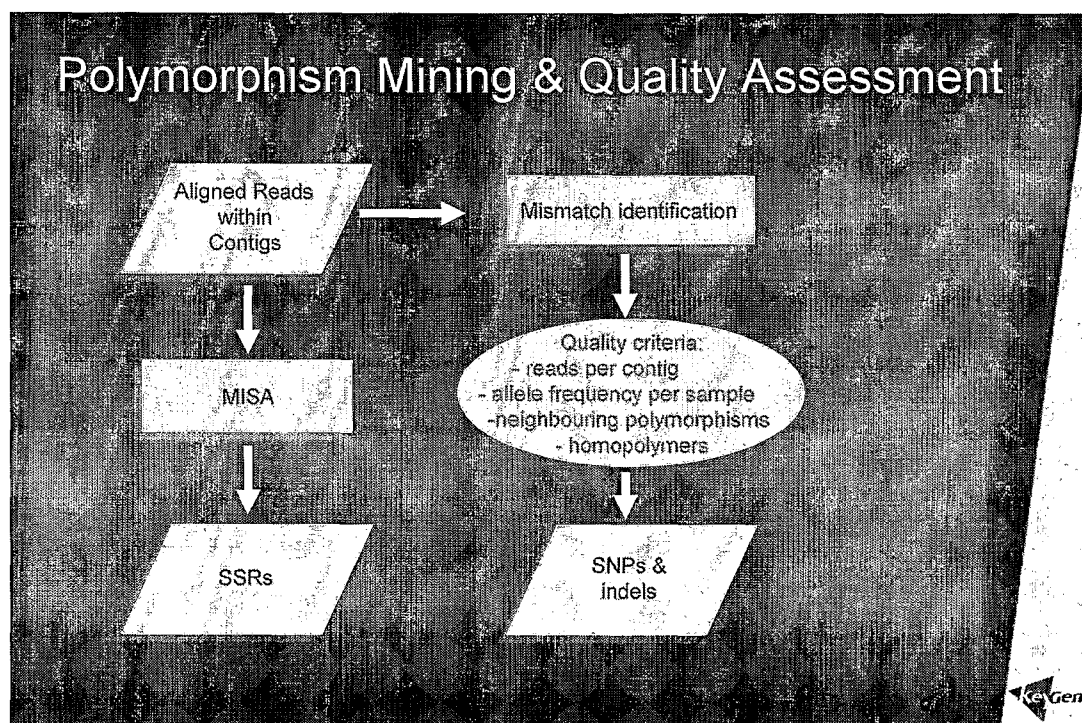 Polymorphism Mining & Quality Assessment
Aligned Reads
within
Contigs
Mismatch identification
MISA
Quality criteria:
- reads per contig
- allele frequency per sample
-neighbouring polymorphisms
- homopolymers
SSRs
SNPs &
indels
KeyGen